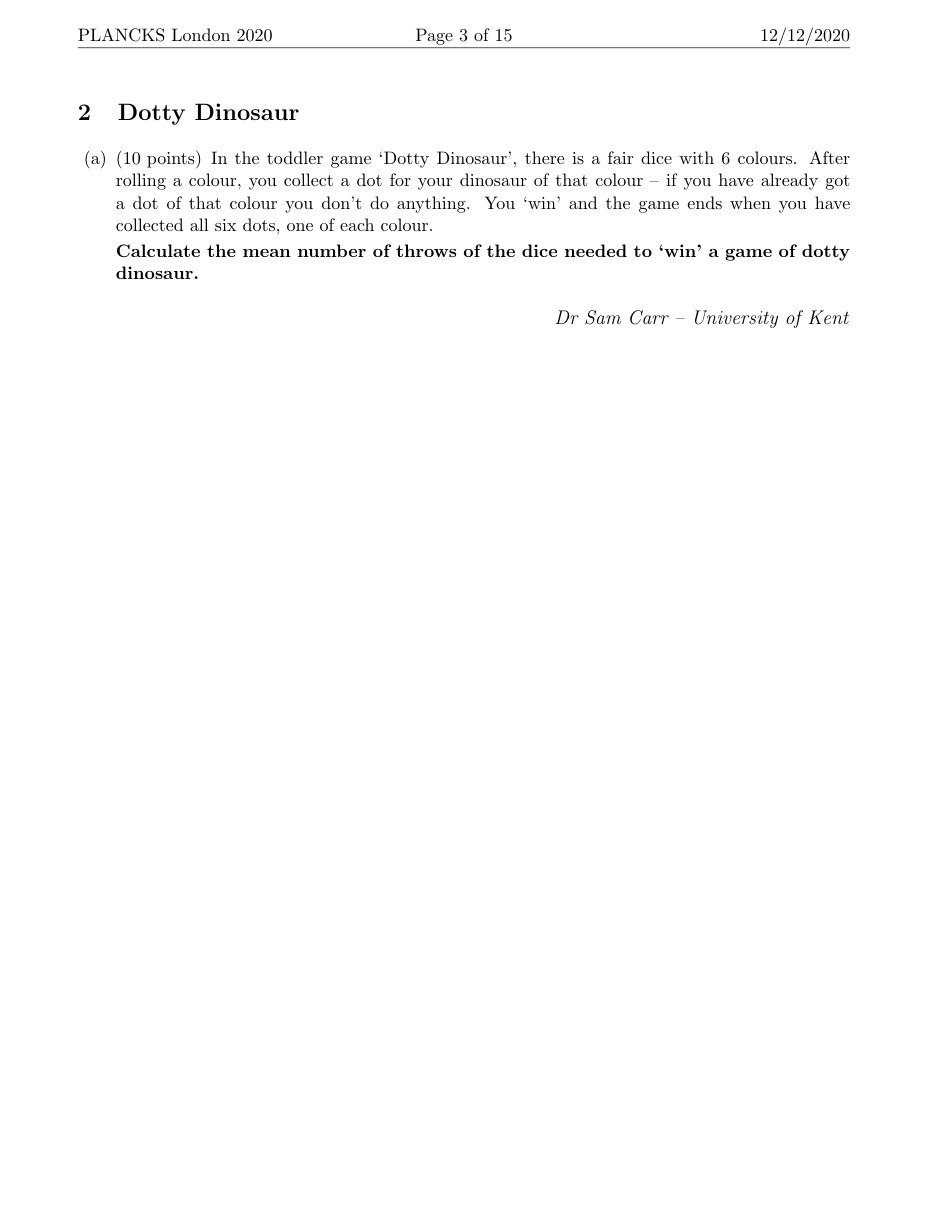 PLANCKS London 2020 Page 3 of 15 12/12/2020
2 Dotty Dinosaur
(a) (10 points) In the toddler game ‘Dotty Dinosaur’, there is a fair dice with 6 colours. After
rolling a colour, you collect a dot for your dinosaur of that colour – if you have already got
a dot of that colour you don’t do anything. You ‘win’ and the game ends when you have
collected all six dots, one of each colour.
Calculate the mean number of throws of the dice needed to ‘win’ a game of dotty
dinosaur.
Dr Sam Carr – University of Kent